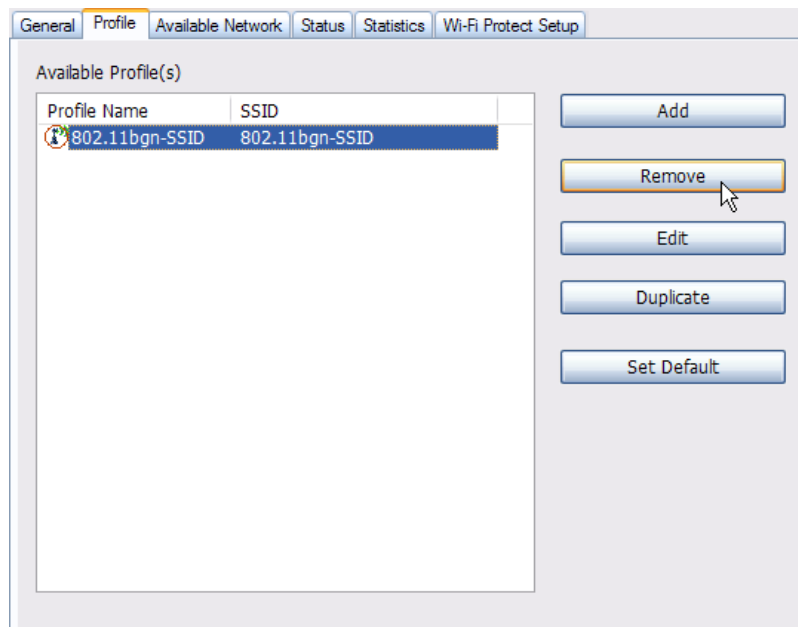 General Profile Available Network Status Statistics Wi-Fi Protect Setup
Available Profile(s)
Profile Name SSID
802.11bgn-SSID 802.11bgn-SSID
Add
Remove
Edit
Duplicate
Set Default